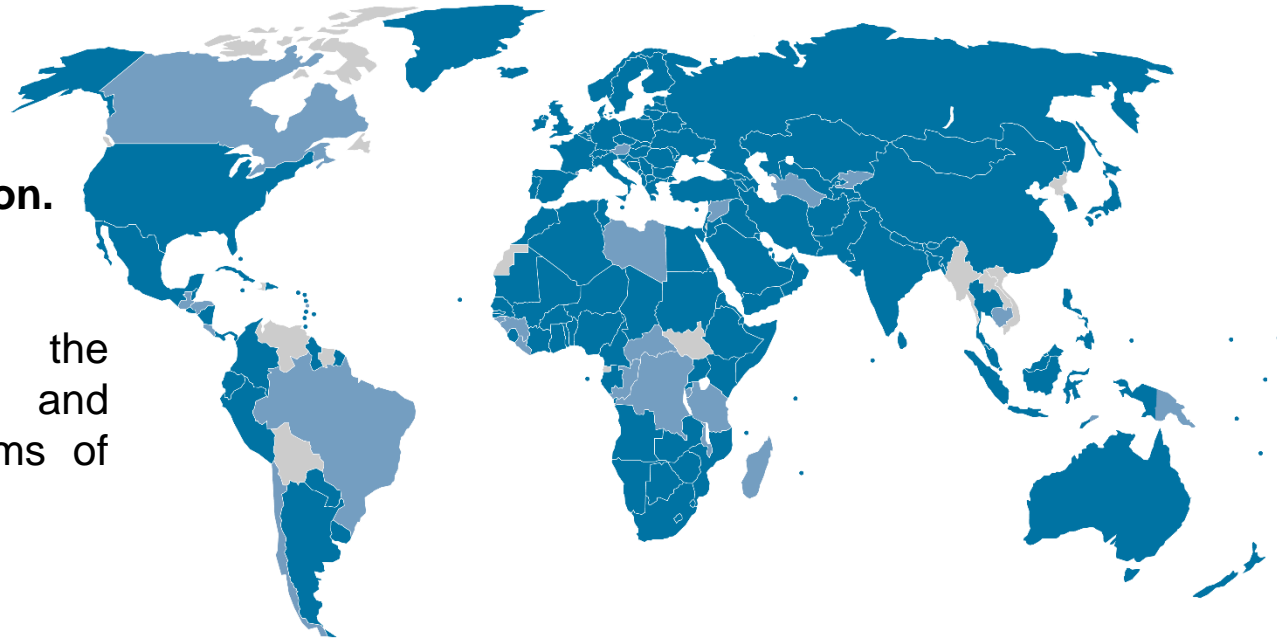 on.
the
and
ms of